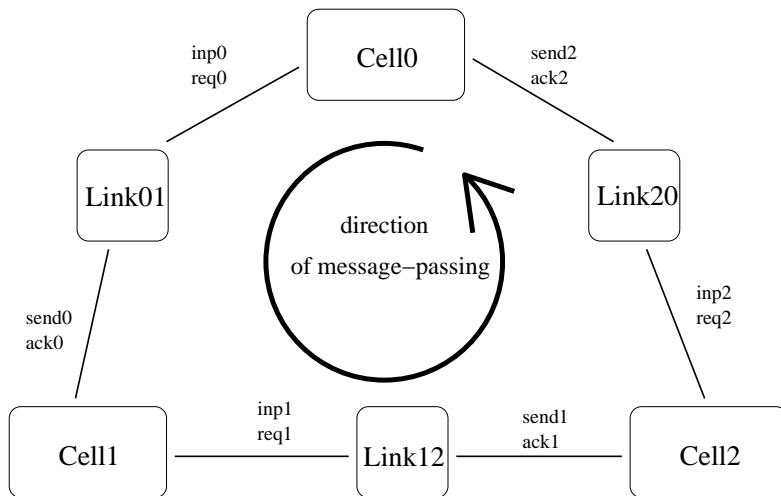 inp0
req0
Cell0
send2
ack2
Link01
Link20
direction
of message−passing
send0
ack0
inp2
req2
inp1
req1
send1
ack1
Cell1
Link12
Cell2